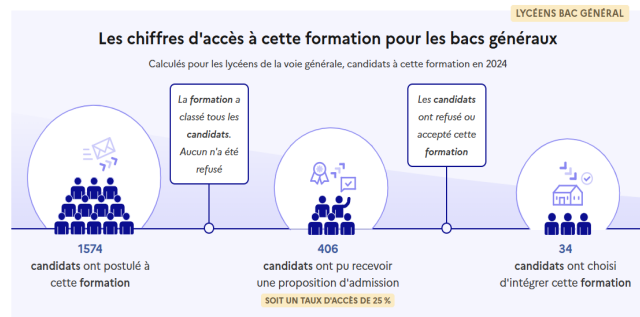 LYCÉENS BAC GÉNÉRAL
Les chiffres d'accès à cette formation pour les bacs généraux
Calculés pour les lycéens de la voie générale, candidats à cette formation en 2024
La formation a
classé tous les
candidats.
Aucun n'a été
refusé
Les candidats
ont refusé ou
accepté cette
formation
1574
candidats ont postulé à
cette formation
406
candidats ont pu recevoir
une proposition d'admission
SOIT UN TAUX D'ACCÈS DE 25 %
34
candidats ont choisi
d'intégrer cette formation